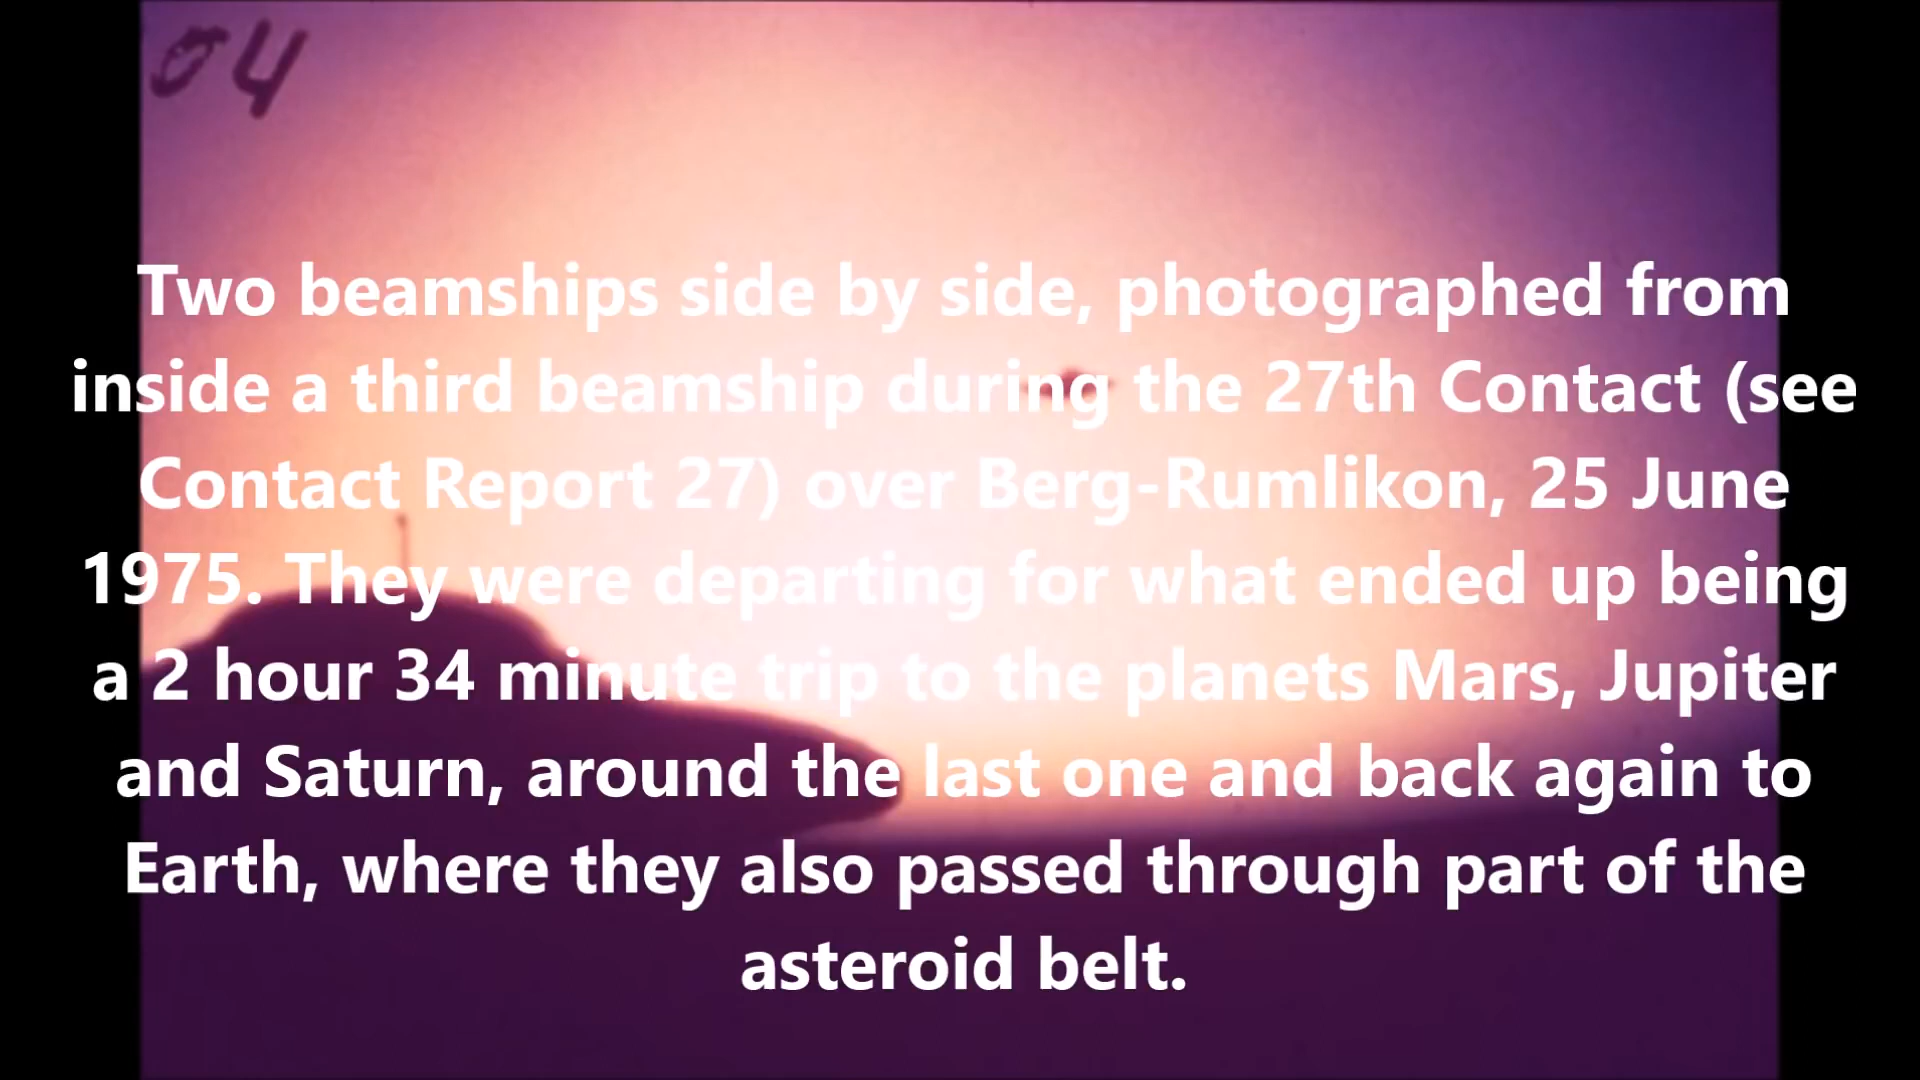 04
Two beamships side by side, photographed from
inside a third beamship during the 27th Contact (see
Contact Report 27) over Berg-Rumlikon, 25 June
1975. They were departing for what ended up being
a 2 hour 34 minute trip to the planets Mars, Jupiter
and Saturn, around the last one and back again to
Earth, where they also passed through part of the
asteroid belt.